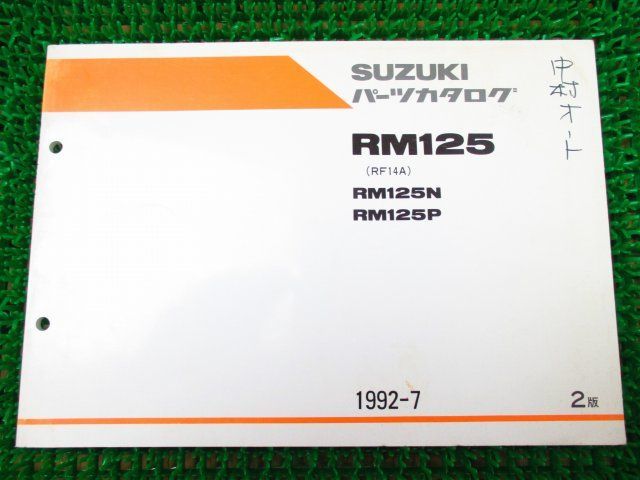 SUZUKI
パーツカタログ
RM125
(RF14A)
RM125N
RM125P
1992-7
2版
中村オート